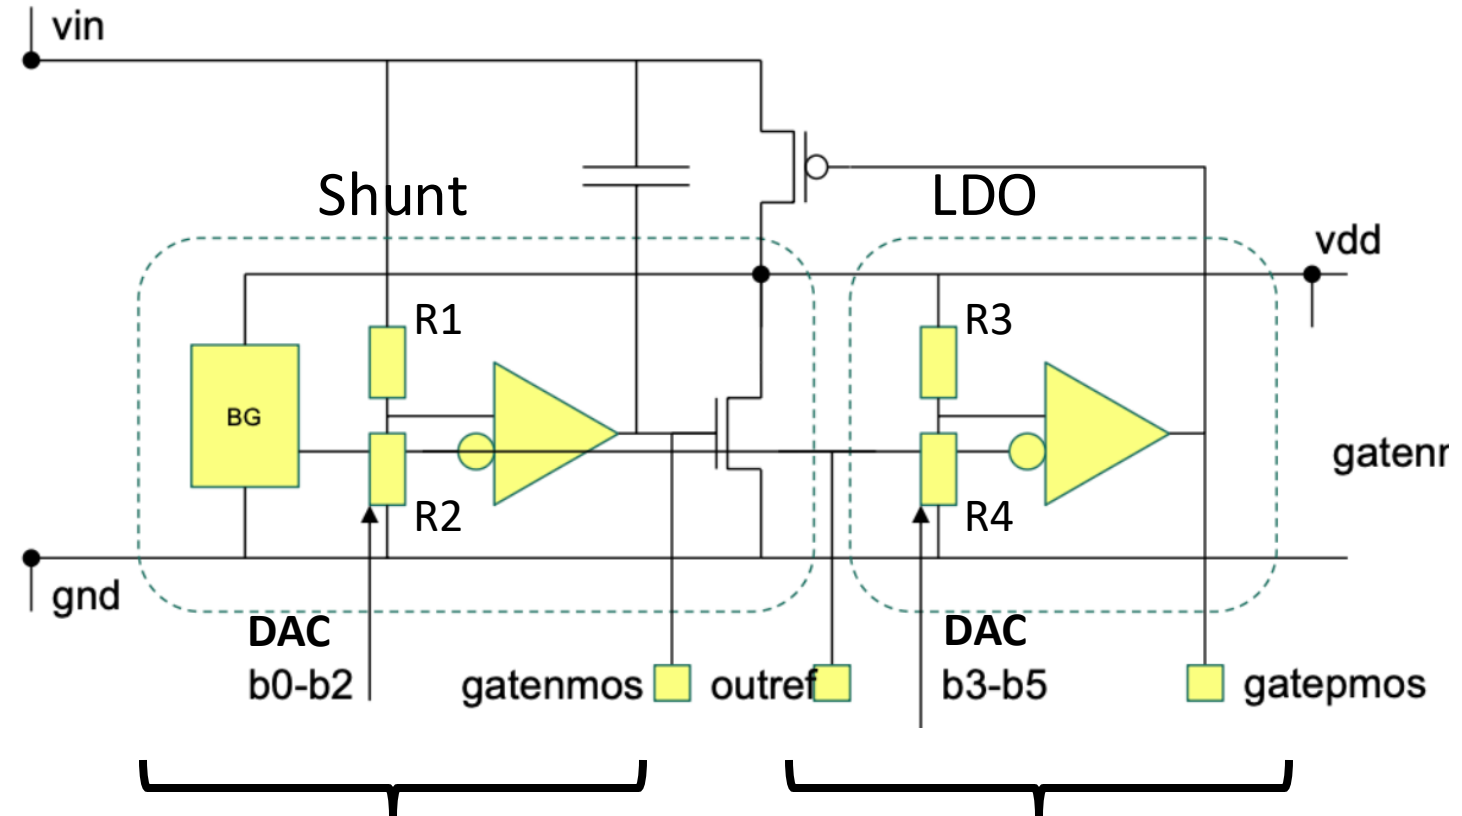 vin
Shunt
LDO
vdd
R1
R3
BG
gatenr
R2
R4
gnd
DAC
DAC
b0-b2
gatenmos
outref
b3-b5
gatepmos